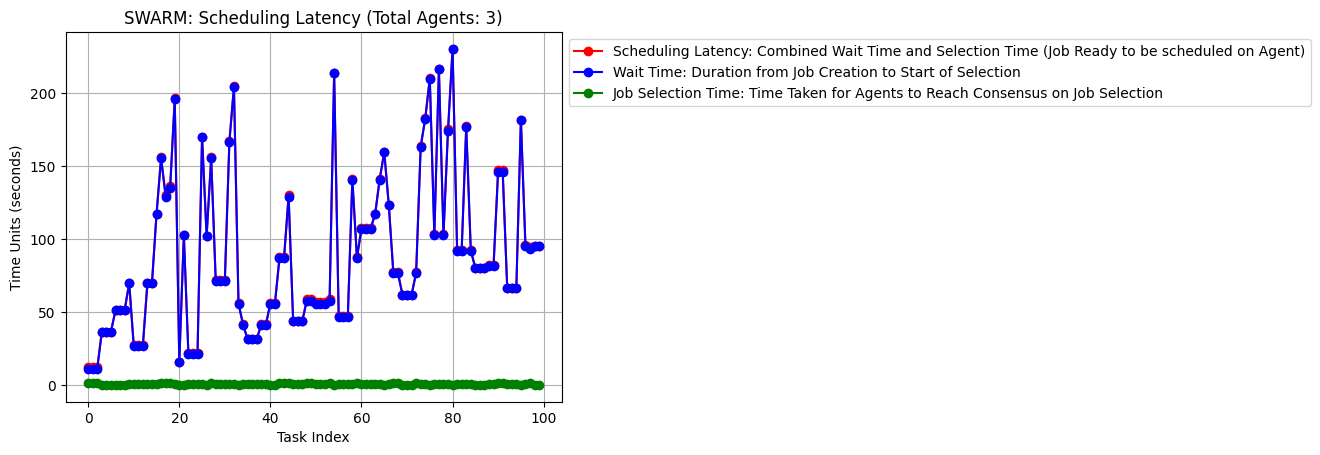 SWARM: Scheduling Latency (Total Agents: 3)
Scheduling Latency: Combined Wait Time and Selection Time (Job Ready to be scheduled on Agent)
Wait Time: Duration from Job Creation to Start of Selection
Job Selection Time: Time Taken for Agents to Reach Consensus on Job Selection
Time Units (seconds)
200
150
100
50
0
0 20 40 60 80 100
Task Index